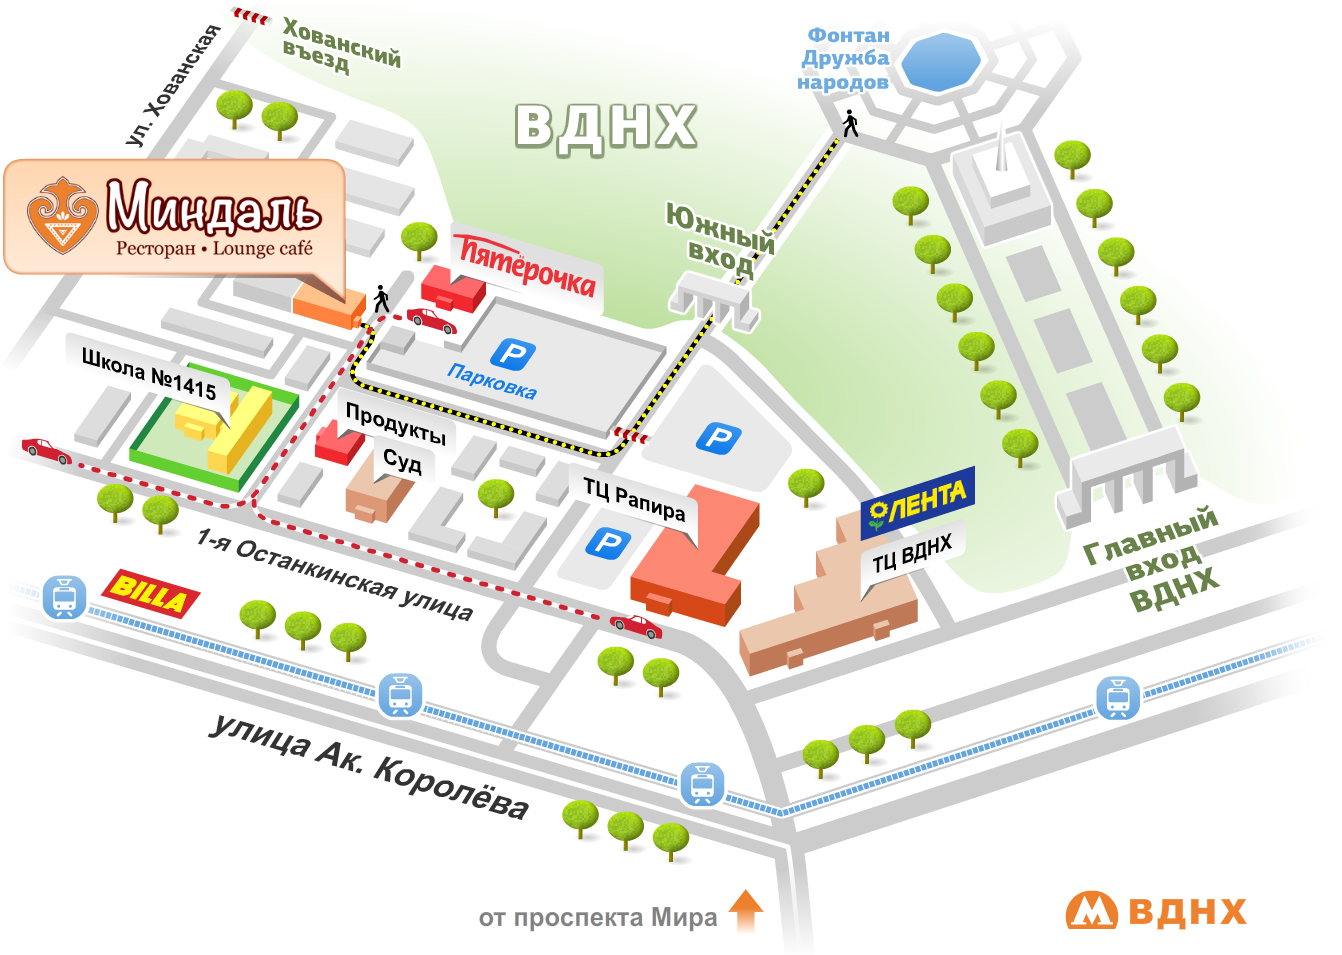 Хованский
въезд
ул. Хованская
ВДНХ
Фонтан
Дружба
народов
Миндаль
Ресторан • Lounge café
Пятёрочка
Южный
вход
P
Парковка
Школа №1415
Продукты
Суд
P
ТЦ Рапира
P
ЛЕНТА
ТЦ ВДНХ
Главный
вход
ВДНХ
1-я Останкинская улица
BILLA
улица Ак. Королёва
от проспекта Мира
М ВДНХ